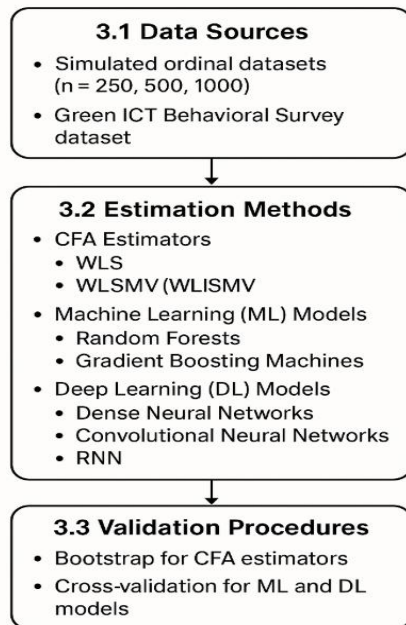 3.1 Data Sources
• Simulated ordinal datasets
(n = 250, 500, 1000)
• Green ICT Behavioral Survey
dataset
3.2 Estimation Methods
• CFA Estimators
• WLS
• WLSMV (WLISMV
• Machine Learning (ML) Models
• Random Forests
• Gradient Boosting Machines
• Deep Learning (DL) Models
• Dense Neural Networks
• Convolutional Neural Networks
• RNN
3.3 Validation Procedures
• Bootstrap for CFA estimators
• Cross-validation for ML and DL
models